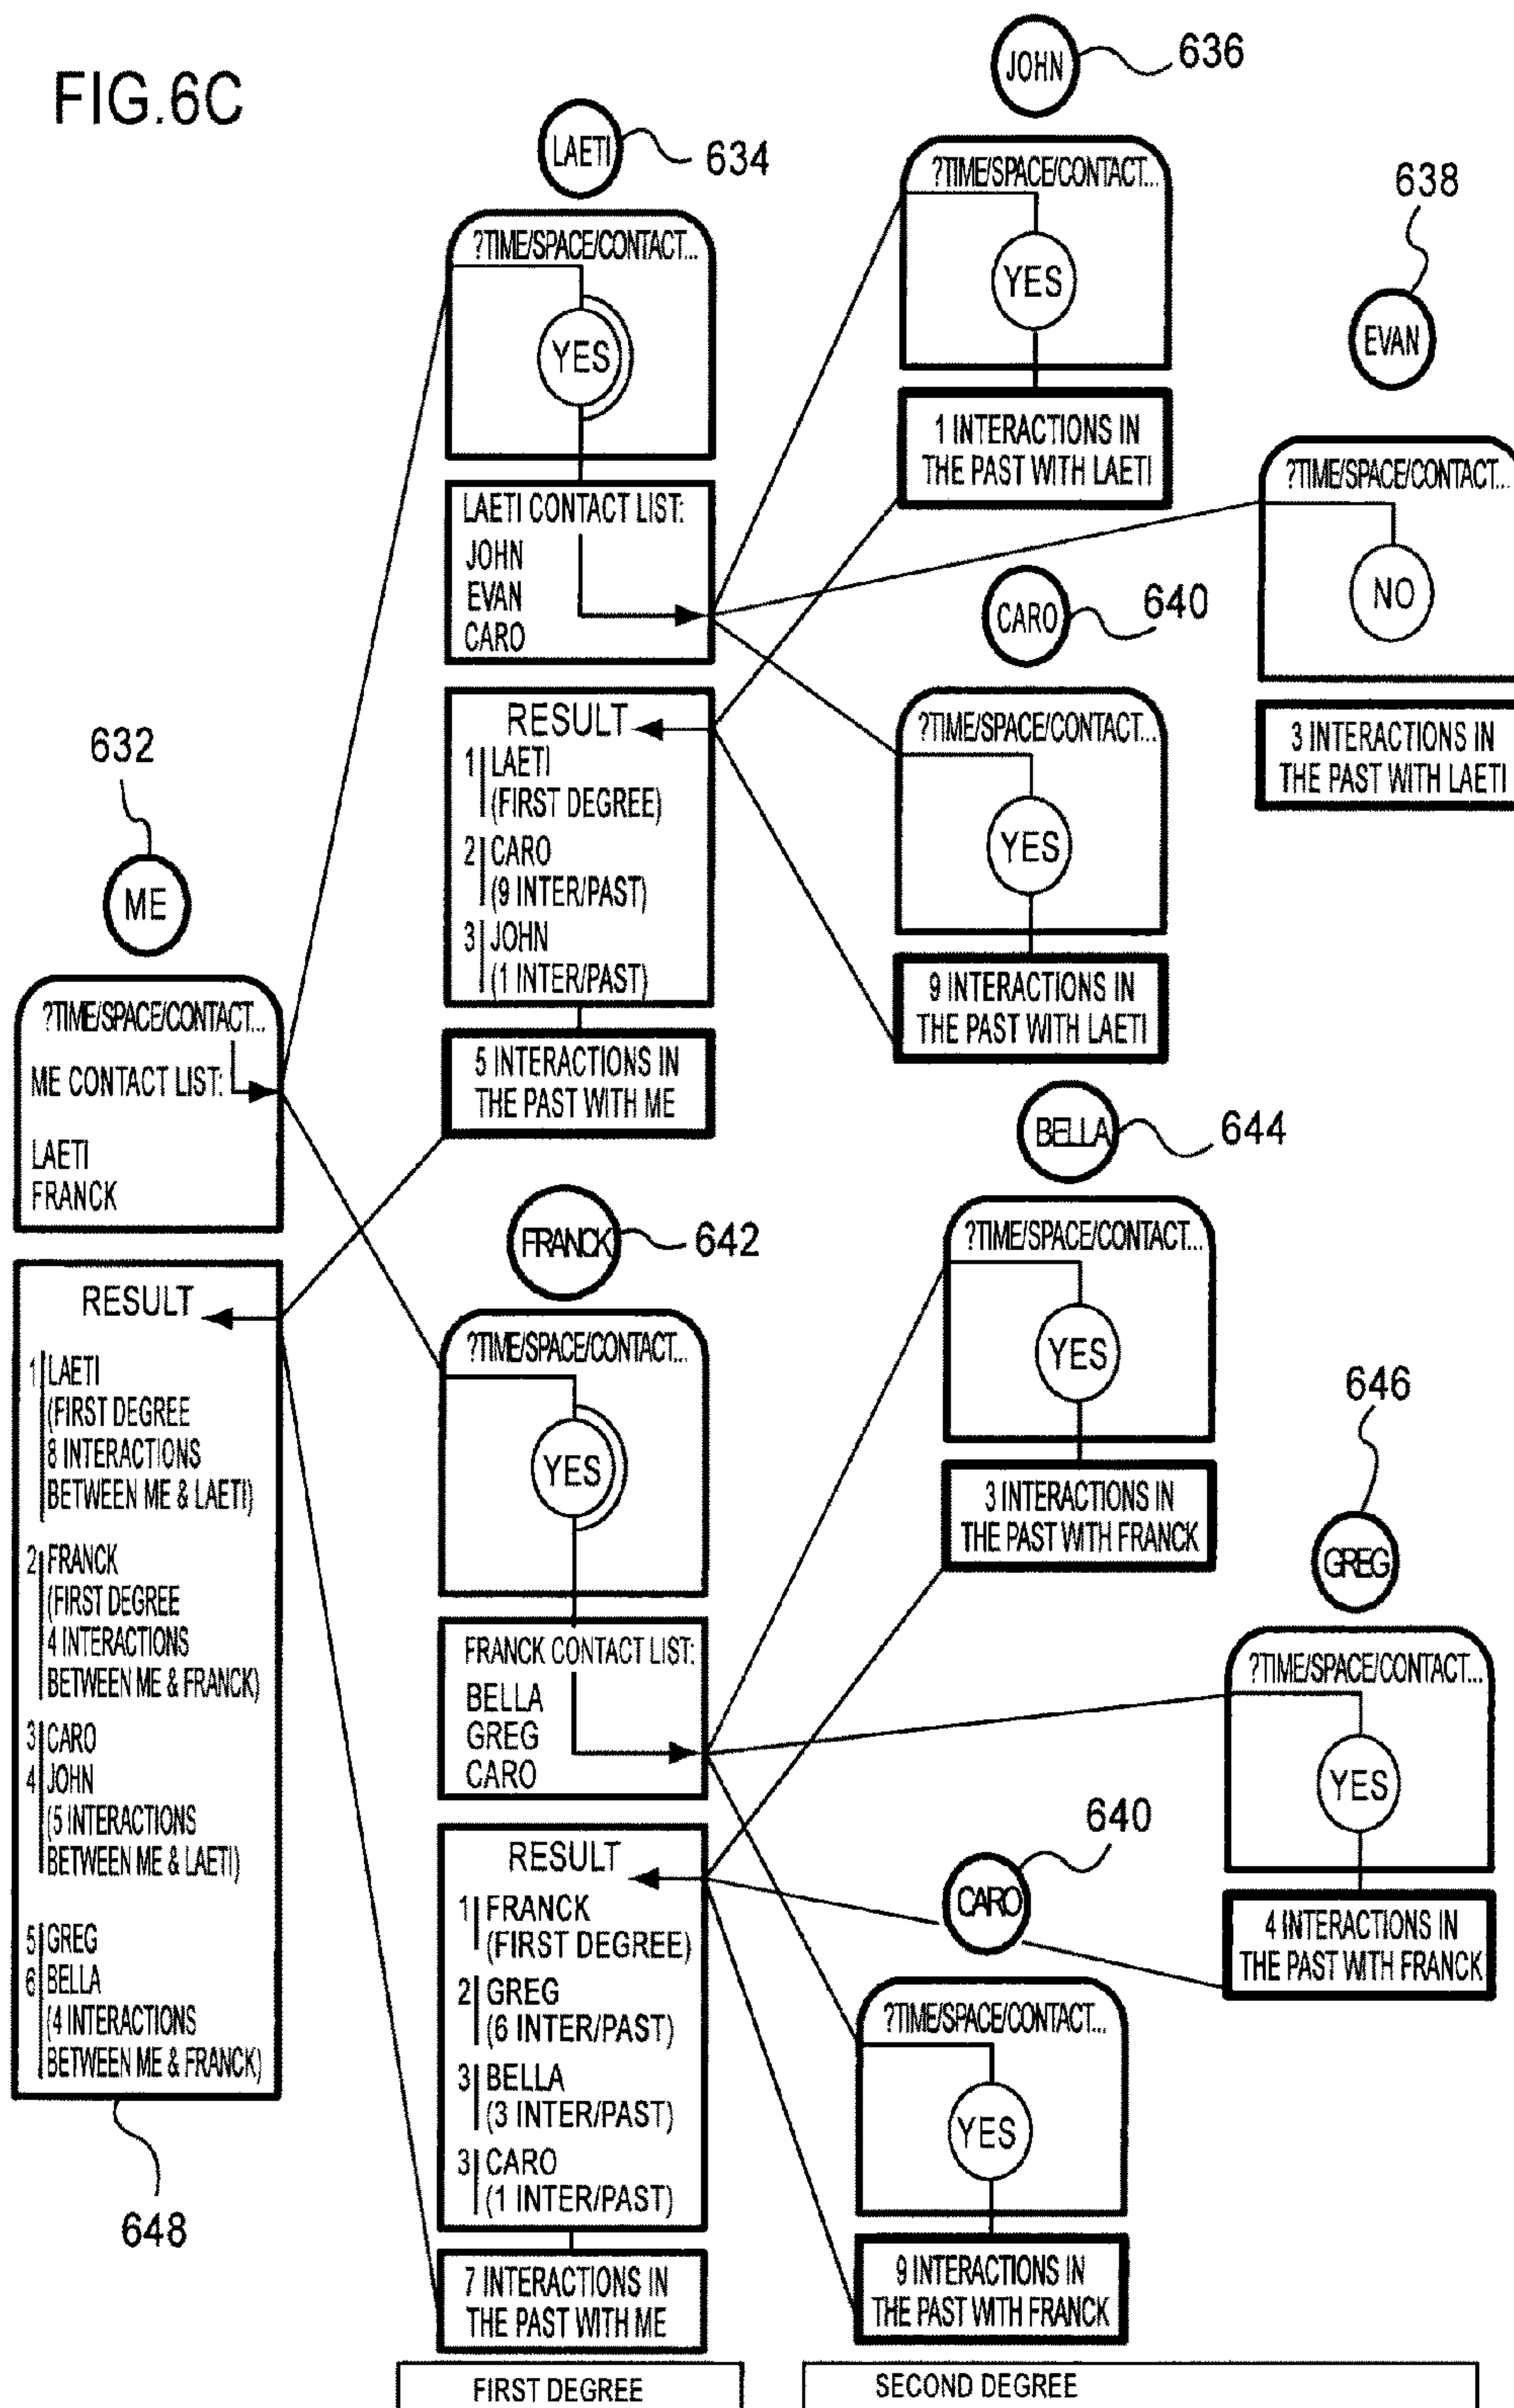 FIG.6C
JOHN
636
?TIME/SPACE/CONTACT...
YES
1 INTERACTIONS IN
THE PAST WITH LAETI
LAETI
634
?TIME/SPACE/CONTACT...
YES
LAETI CONTACT LIST:
JOHN
EVAN
CARO
RESULT
1 LAETI
(FIRST DEGREE)
2 CARO
(9 INTER/PAST)
3 JOHN
(1 INTER/PAST)
5 INTERACTIONS IN
THE PAST WITH ME
638
EVAN
?TIME/SPACE/CONTACT...
NO
3 INTERACTIONS IN
THE PAST WITH LAETI
CARO
640
?TIME/SPACE/CONTACT...
YES
9 INTERACTIONS IN
THE PAST WITH LAETI
632
ME
?TIME/SPACE/CONTACT...
ME CONTACT LIST:
LAETI
FRANCK
RESULT
1 LAETI
(FIRST DEGREE
8 INTERACTIONS
BETWEEN ME & LAETI)
2 FRANCK
(FIRST DEGREE
4 INTERACTIONS
BETWEEN ME & FRANCK)
3 CARO
4 JOHN
(5 INTERACTIONS
BETWEEN ME & LAETI)
5 GREG
6 BELLA
(4 INTERACTIONS
BETWEEN ME & FRANCK)
648
FRANCK
642
?TIME/SPACE/CONTACT...
YES
FRANCK CONTACT LIST:
BELLA
GREG
CARO
RESULT
1 FRANCK
(FIRST DEGREE)
2 GREG
(6 INTER/PAST)
3 BELLA
(3 INTER/PAST)
3 CARO
(1 INTER/PAST)
7 INTERACTIONS IN
THE PAST WITH ME
BELLA
644
?TIME/SPACE/CONTACT...
YES
3 INTERACTIONS IN
THE PAST WITH FRANCK
646
GREG
?TIME/SPACE/CONTACT...
YES
4 INTERACTIONS IN
THE PAST WITH FRANCK
640
CARO
?TIME/SPACE/CONTACT...
YES
9 INTERACTIONS IN
THE PAST WITH FRANCK
FIRST DEGREE
SECOND DEGREE